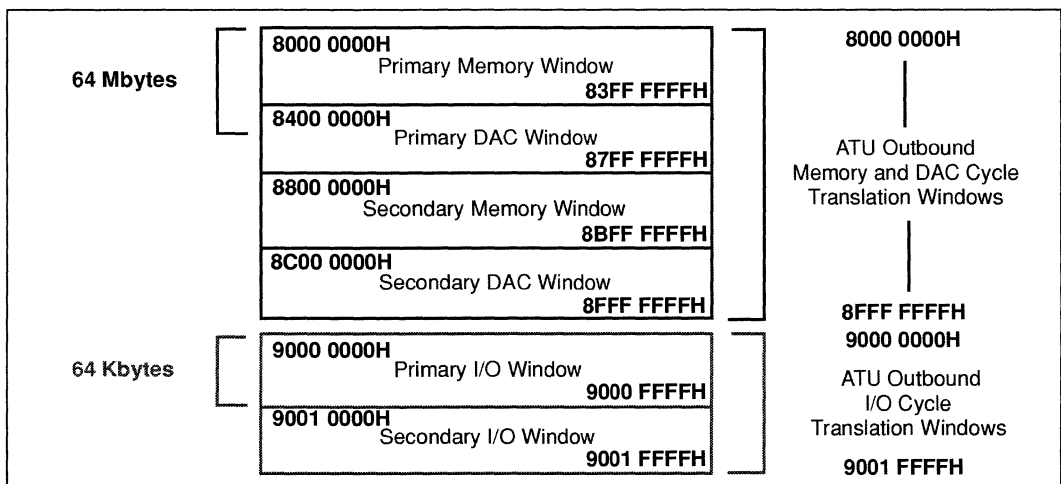 64 Mbytes
8000 0000H
Primary Memory Window
83FF FFFFH
8400 0000H
Primary DAC Window
87FF FFFFH
8800 0000H
Secondary Memory Window
8BFF FFFFH
8C00 0000H
Secondary DAC Window
8FFF FFFFH
8000 0000H
ATU Outbound
Memory and DAC Cycle
Translation Windows
8FFF FFFFH
64 Kbytes
9000 0000H
Primary I/O Window
9000 FFFFH
9001 0000H
Secondary I/O Window
9001 FFFFH
9000 0000H
ATU Outbound
I/O Cycle
Translation Windows
9001 FFFFH